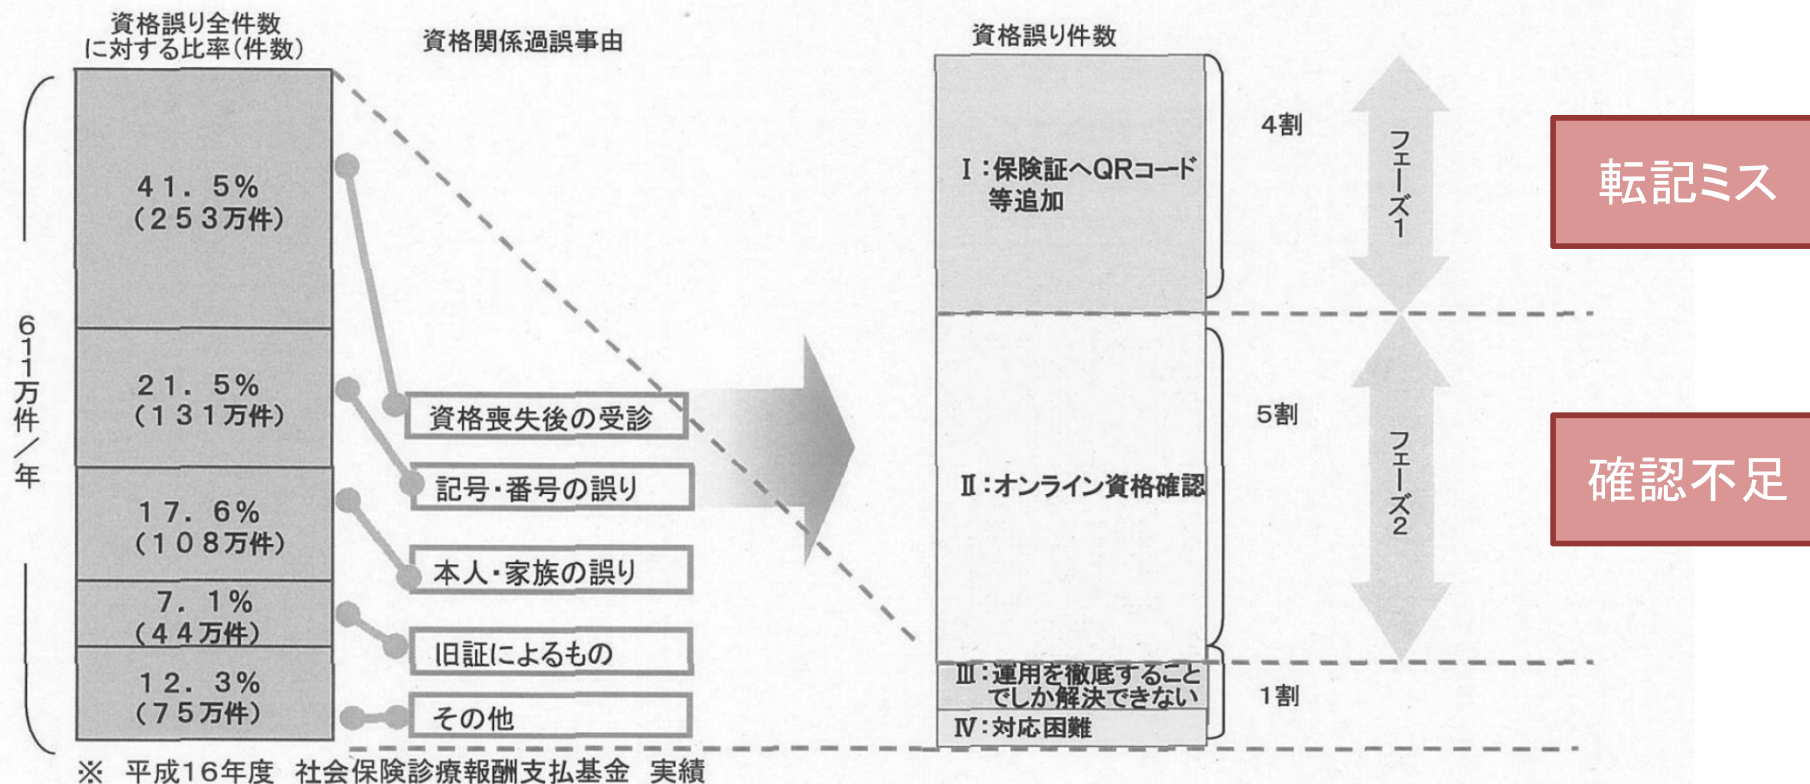 資格誤り全件数
に対する比率(件数)
資格関係過誤事由
資格誤り件数
611万件/年
41.5%
(253万件)
21.5%
(131万件)
17.6%
(108万件)
7.1%
(44万件)
12.3%
(75万件)
資格喪失後の受診
記号・番号の誤り
本人・家族の誤り
旧証によるもの
その他
Ⅰ:保険証へQRコード
等追加
Ⅱ:オンライン資格確認
Ⅲ:運用を徹底すること
でしか解決できない
Ⅳ:対応困難
4割
5割
1割
フェーズ1
フェーズ2
転記ミス
確認不足
※ 平成16年度 社会保険診療報酬支払基金 実績